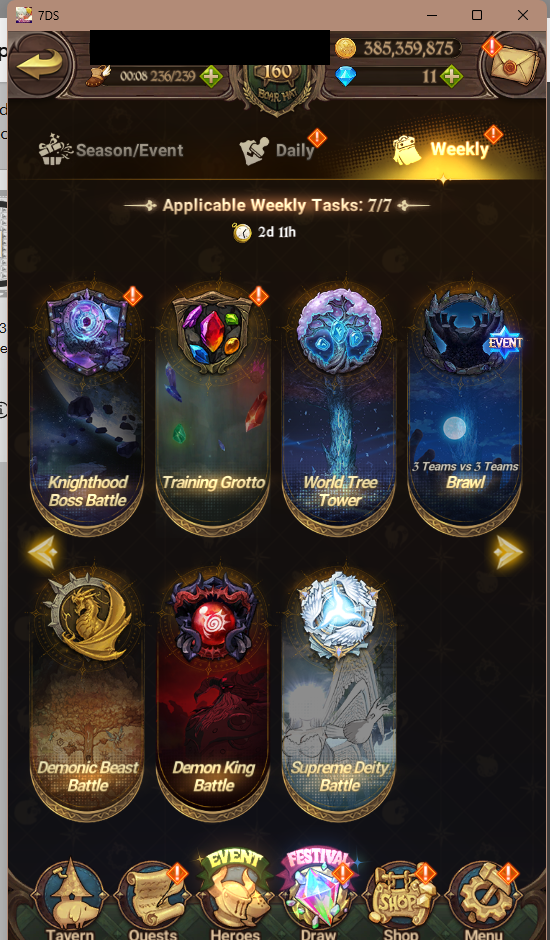 7DS
385,359,875
00:08 236/239
11
160
BOAR HAT
Season/Event
Daily
Weekly
Applicable Weekly Tasks: 7/7
2d 11h
EVENT
Knighthood
Boss Battle
Training Grotto
World Tree
Tower
3 Teams vs 3 Teams
Brawl
Demonic Beast
Battle
Demon King
Battle
Supreme Deity
Battle
EVENT
FESTIVAL
SHOP
Tavern
Quests
Heroes
Draw
Shop
Menu